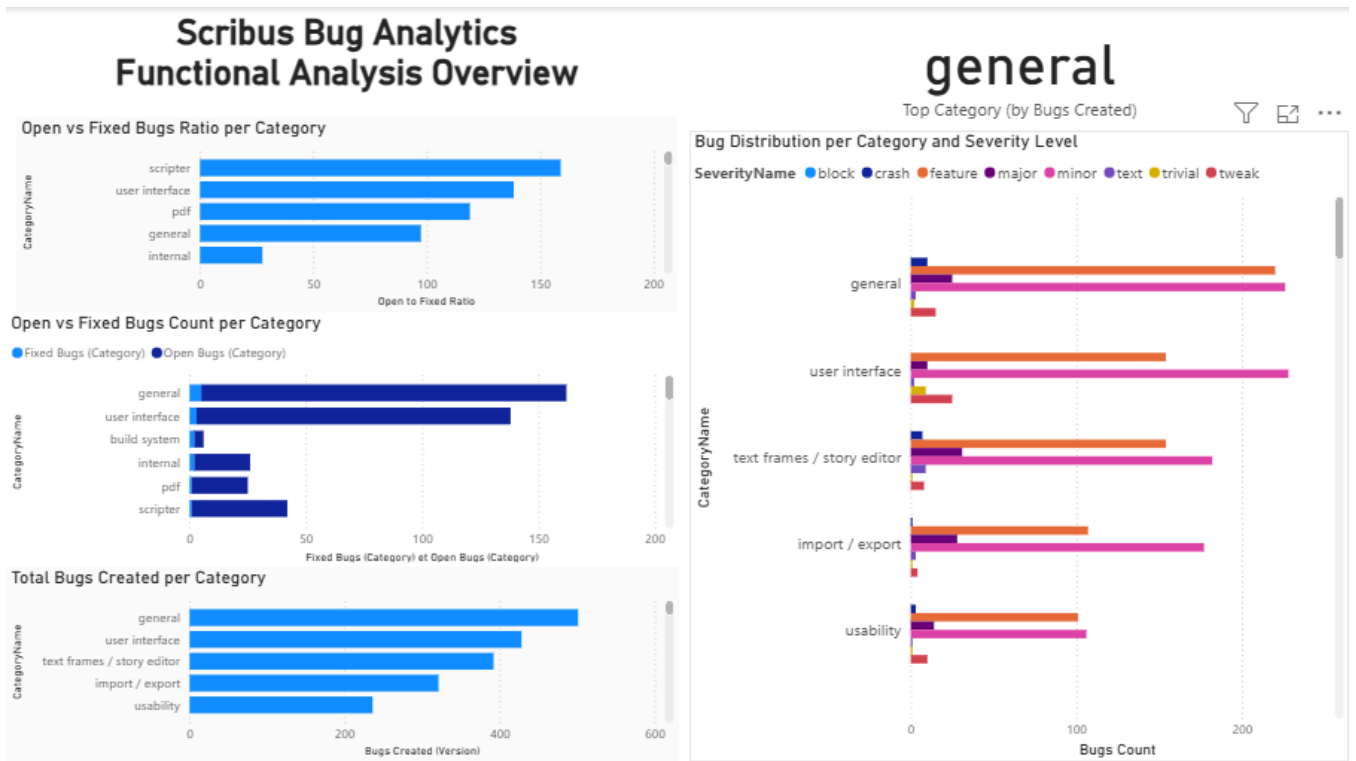 Scribus Bug Analytics
Functional Analysis Overview
general
Top Category (by Bugs Created)
Open vs Fixed Bugs Ratio per Category
CategoryName
scripter
user interface
pdf
general
internal
0 50 100 150 200
Open to Fixed Ratio
Open vs Fixed Bugs Count per Category
Fixed Bugs (Category) Open Bugs (Category)
CategoryName
general
user interface
build system
internal
pdf
scripter
0 50 100 150 200
Fixed Bugs (Category) et Open Bugs (Category)
Total Bugs Created per Category
CategoryName
general
user interface
text frames / story editor
import / export
usability
0 200 400 600
Bugs Created (Version)
Bug Distribution per Category and Severity Level
SeverityName block crash feature major minor text trivial tweak
CategoryName
general
user interface
text frames / story editor
import / export
usability
0 100 200
Bugs Count